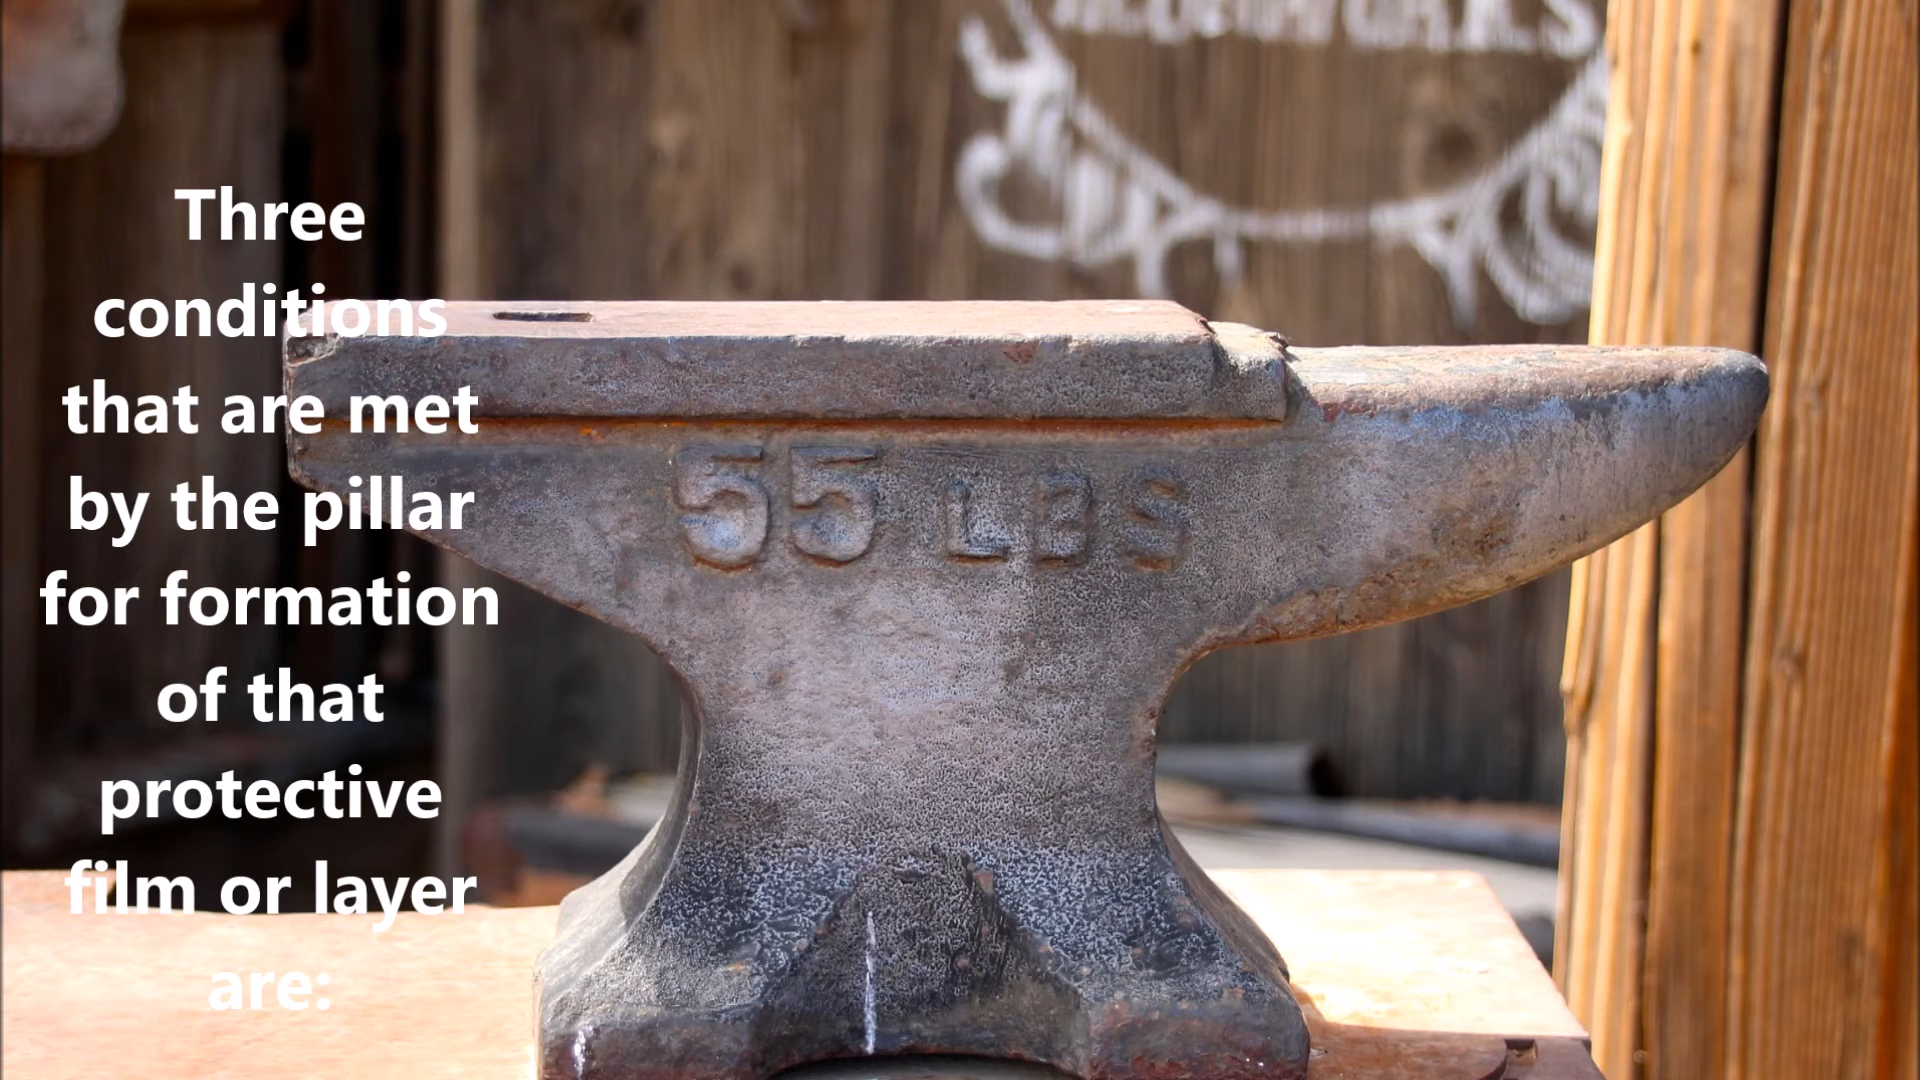 Three
conditions
that are met
by the pillar
for formation
of that
protective
film or layer
are:
55 LBS